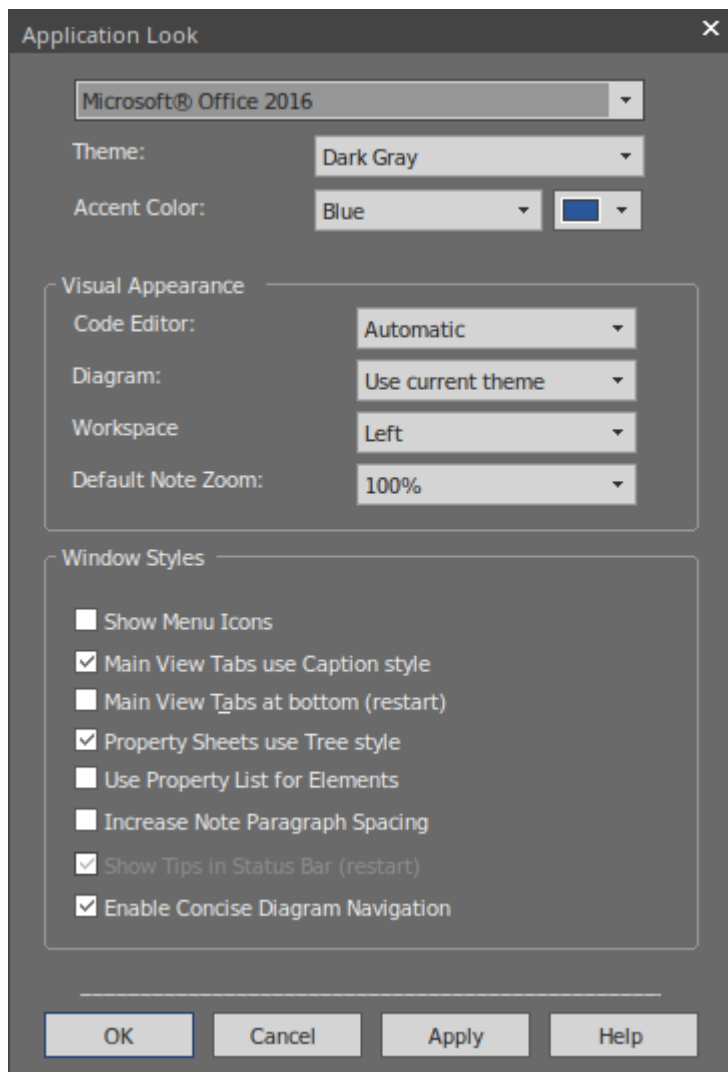 Application Look
Microsoft® Office 2016
Theme: Dark Gray
Accent Color: Blue
Visual Appearance
Code Editor: Automatic
Diagram: Use current theme
Workspace Left
Default Note Zoom: 100%
Window Styles
Show Menu Icons
Main View Tabs use Caption style
Main View Tabs at bottom (restart)
Property Sheets use Tree style
Use Property List for Elements
Increase Note Paragraph Spacing
Show Tips in Status Bar (restart)
Enable Concise Diagram Navigation
OK Cancel Apply Help